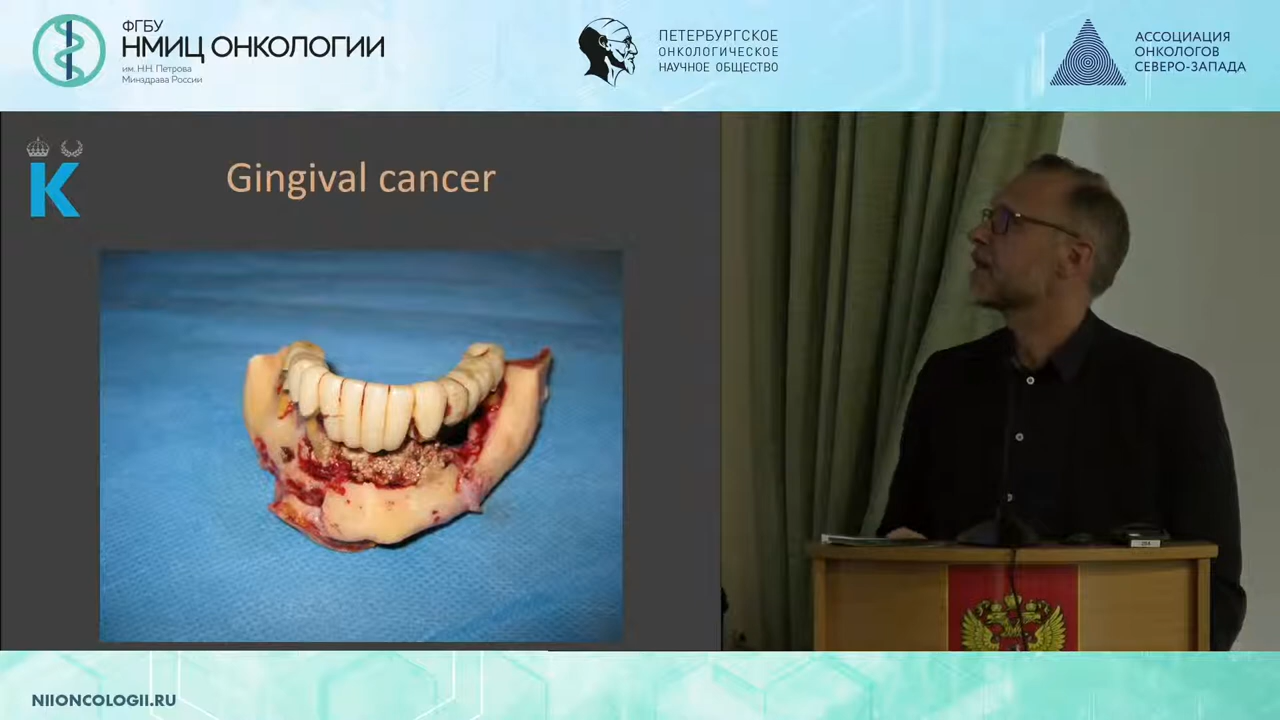 ФГБУ
НМИЦ ОНКОЛОГИИ
им. Н.Н. Петрова
Минздрава России
ПЕТЕРБУРГСКОЕ
ОНКОЛОГИЧЕСКОЕ
НАУЧНОЕ ОБЩЕСТВО
АССОЦИАЦИЯ
ОНКОЛОГОВ
СЕВЕРО-ЗАПАДА
K
Gingival cancer
NIIONCOLOGII.RU